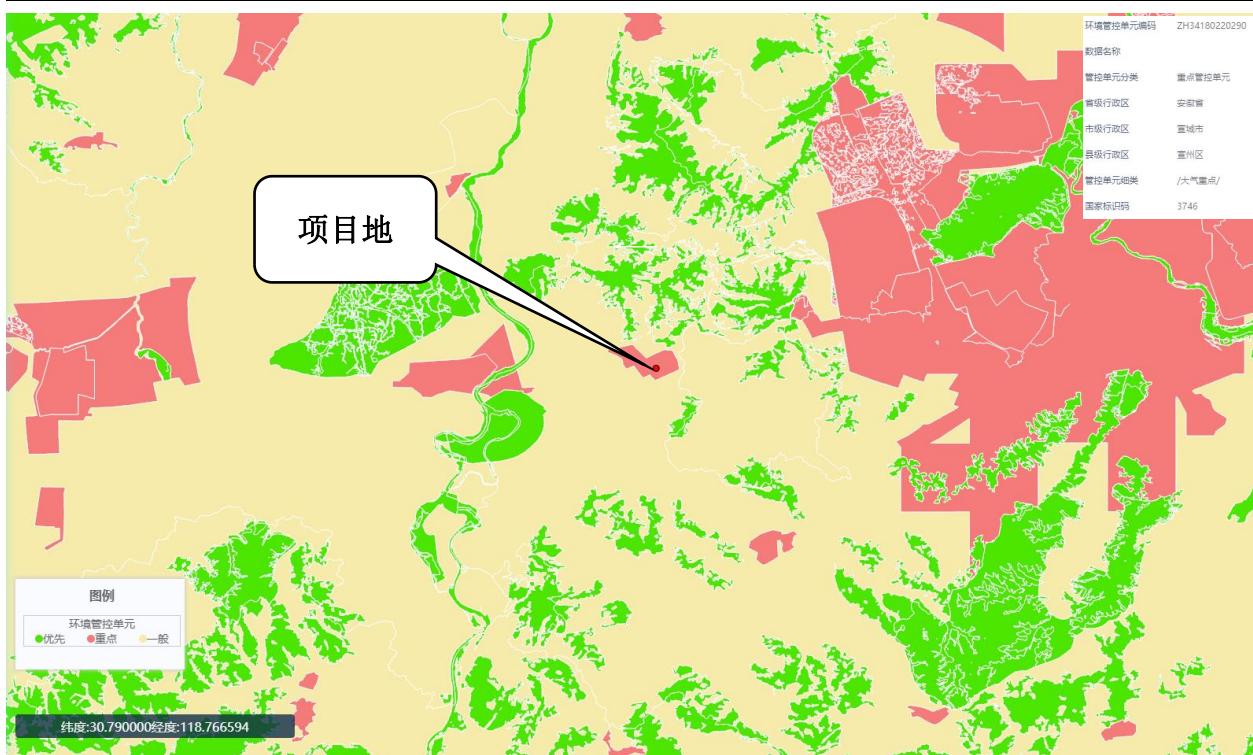 环境管控单元编码 ZH34180220290
数据名称
管控单元分类 重点管控单元
省级行政区 安徽省
市级行政区 宣城市
县级行政区 宣州区
管控单元细类 /大气重点/
国家标识码 3746
项目地
图例
环境管控单元
优先 重点 一般
纬度:30.790000经度:118.766594